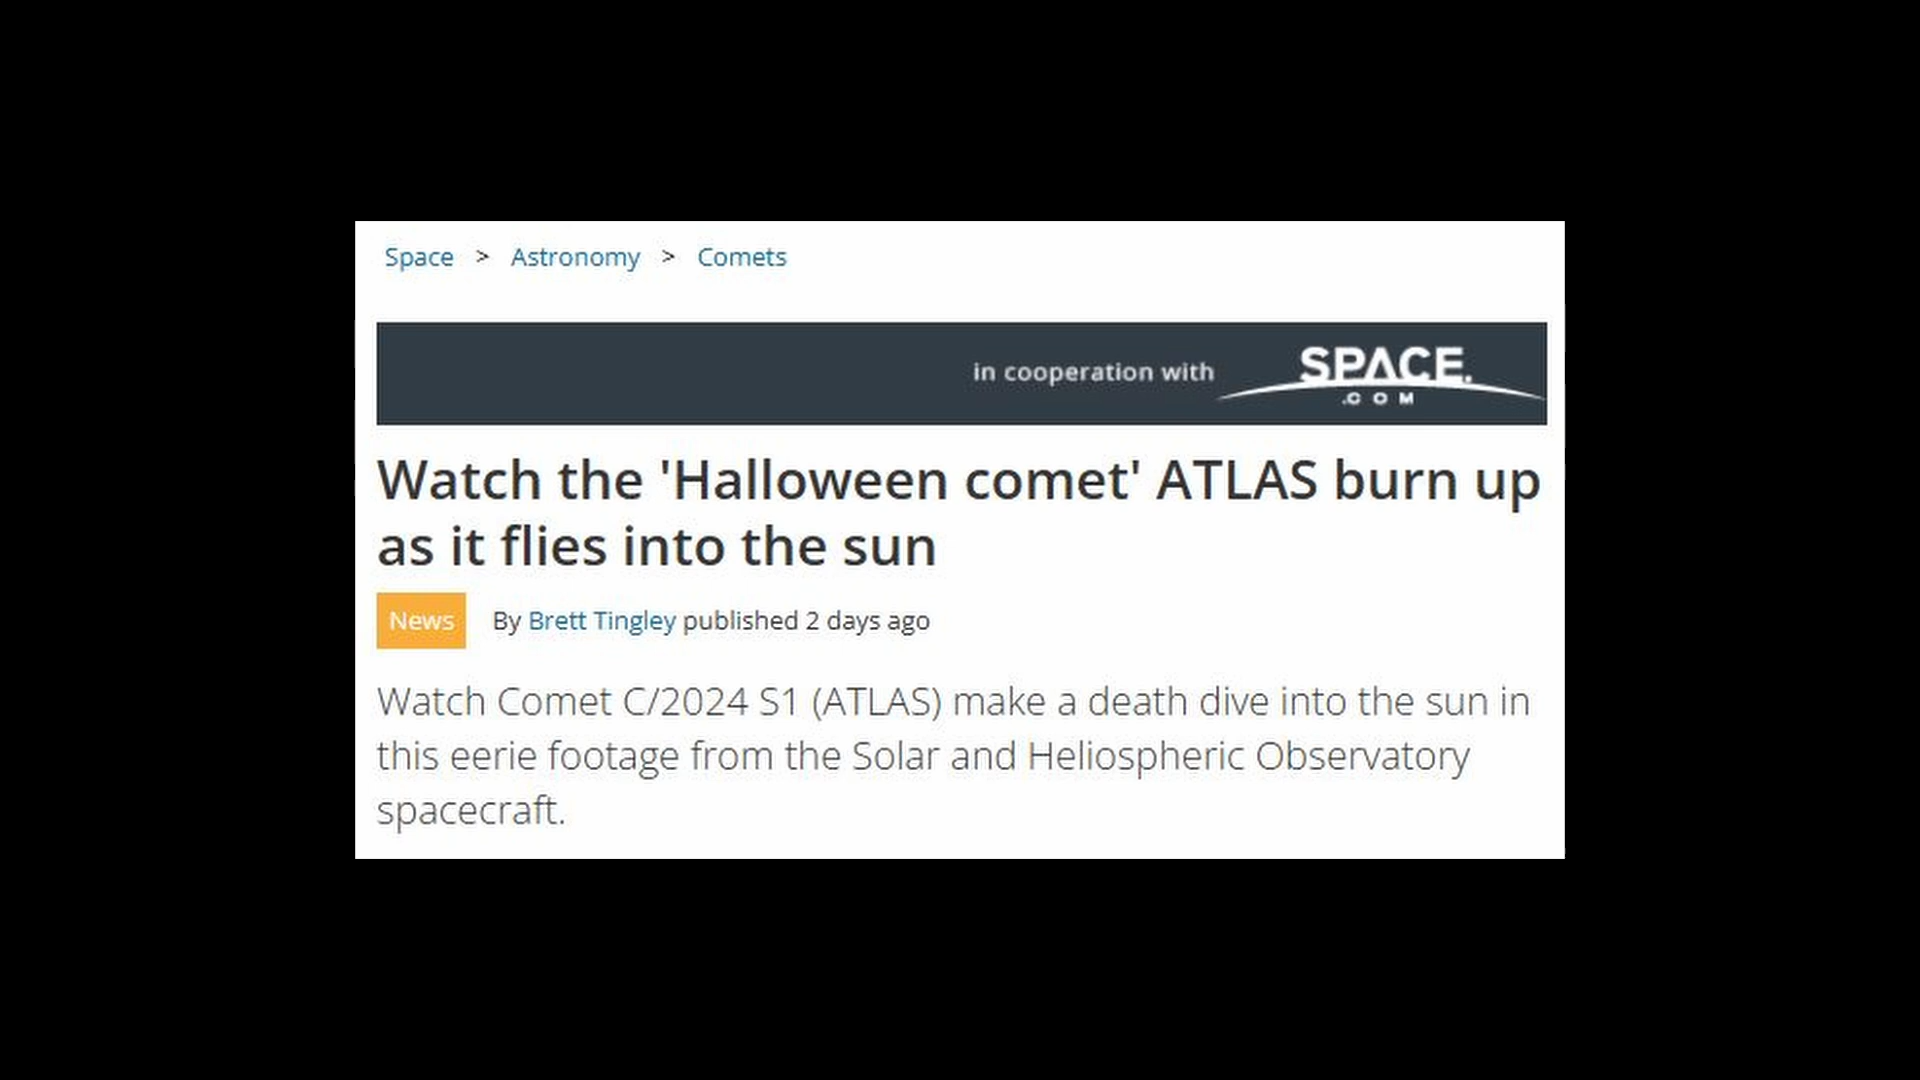 Space > Astronomy > Comets
in cooperation with SPACE.
.COM
Watch the 'Halloween comet' ATLAS burn up
as it flies into the sun
News By Brett Tingley published 2 days ago
Watch Comet C/2024 S1 (ATLAS) make a death dive into the sun in
this eerie footage from the Solar and Heliospheric Observatory
spacecraft.